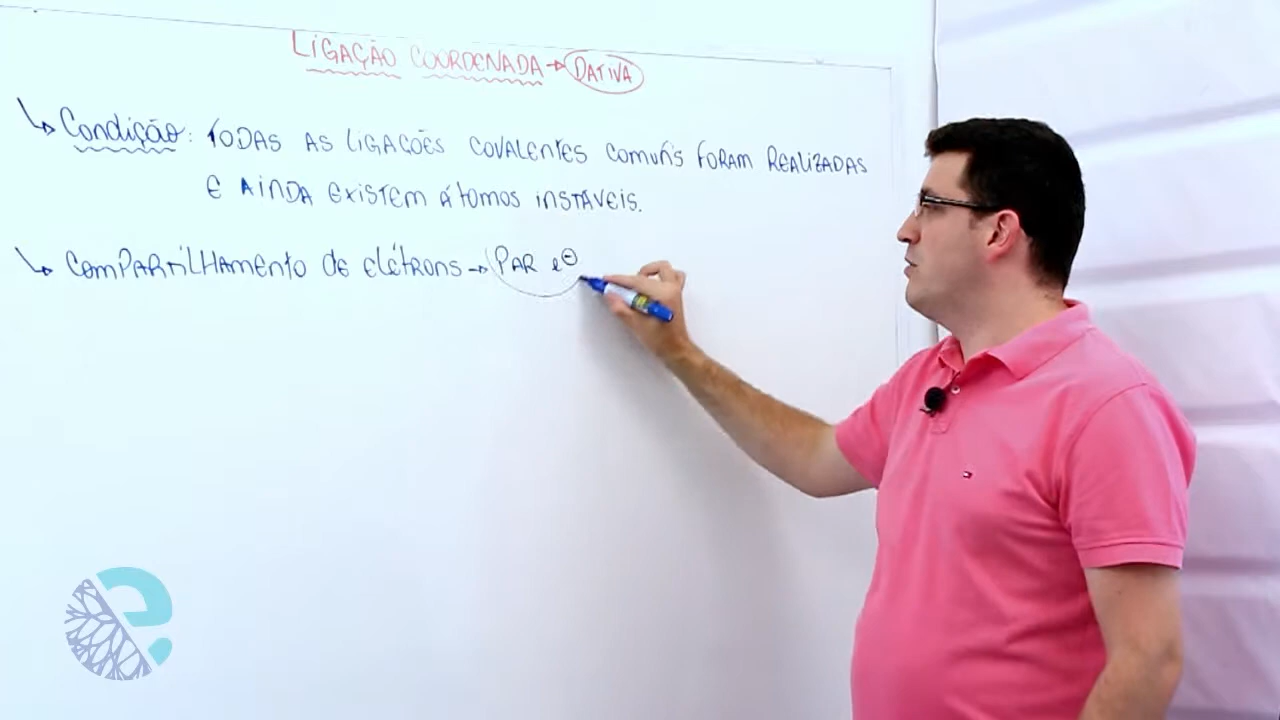 LIGAÇÃO COORDENADA → DATIVA
↳ Condição: TODAS AS LIGAÇÕES COVALENTES COMUNS FORAM REALIZADAS
E AINDA EXISTEM ÁTOMOS INSTÁVEIS.
↳ COMPARTILHAMENTO DE ELÉTRONS → PAR e⊖